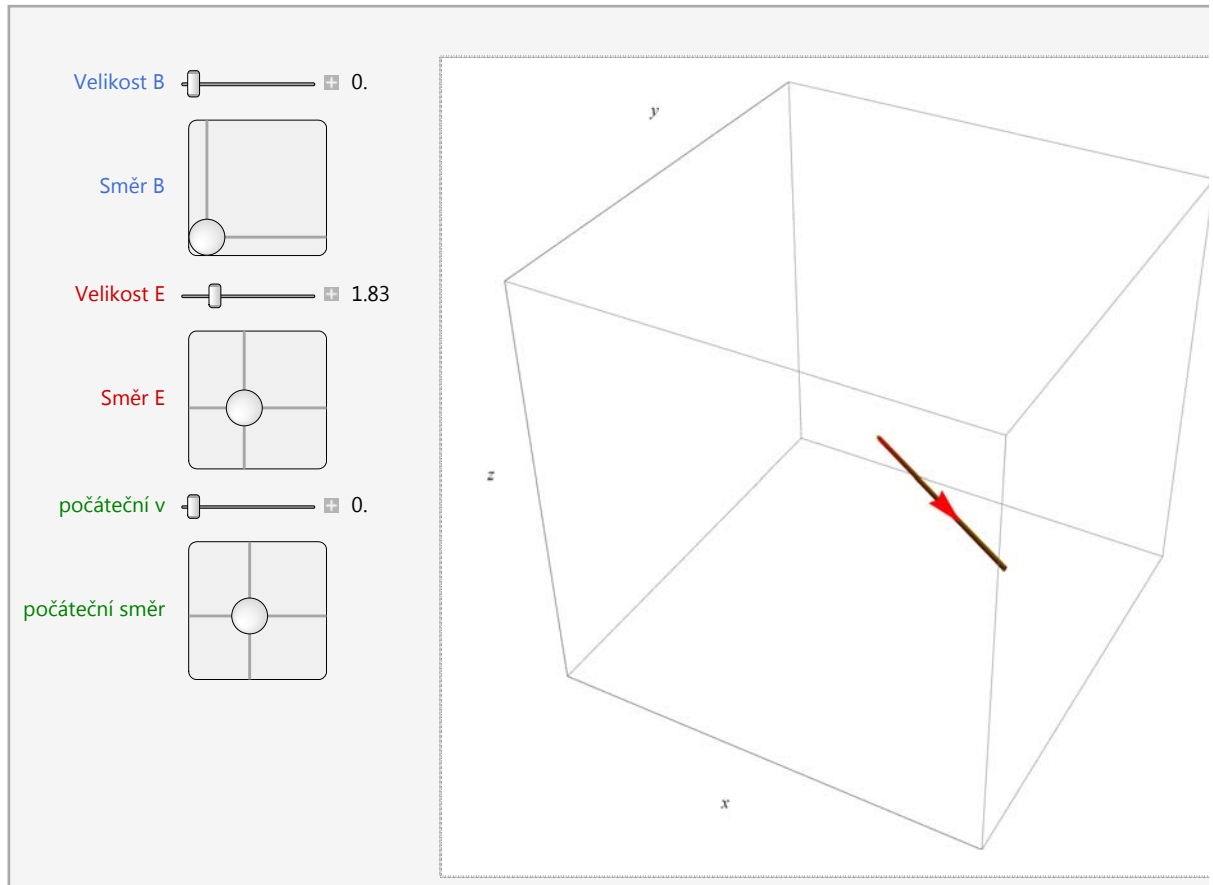 Velikost B 0.
Směr B
Velikost E 1.83
Směr E
počáteční v 0.
počáteční směr
y
z
x